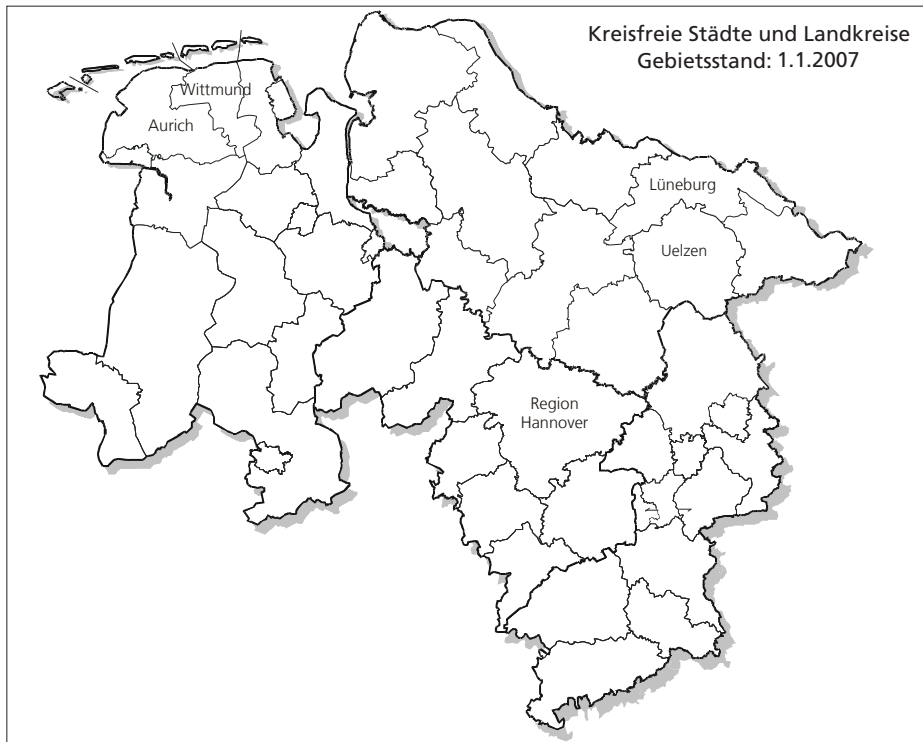 Kreisfreie Städte und Landkreise
Gebietsstand: 1.1.2007
Wittmund
Aurich
Lüneburg
Uelzen
Region
Hannover